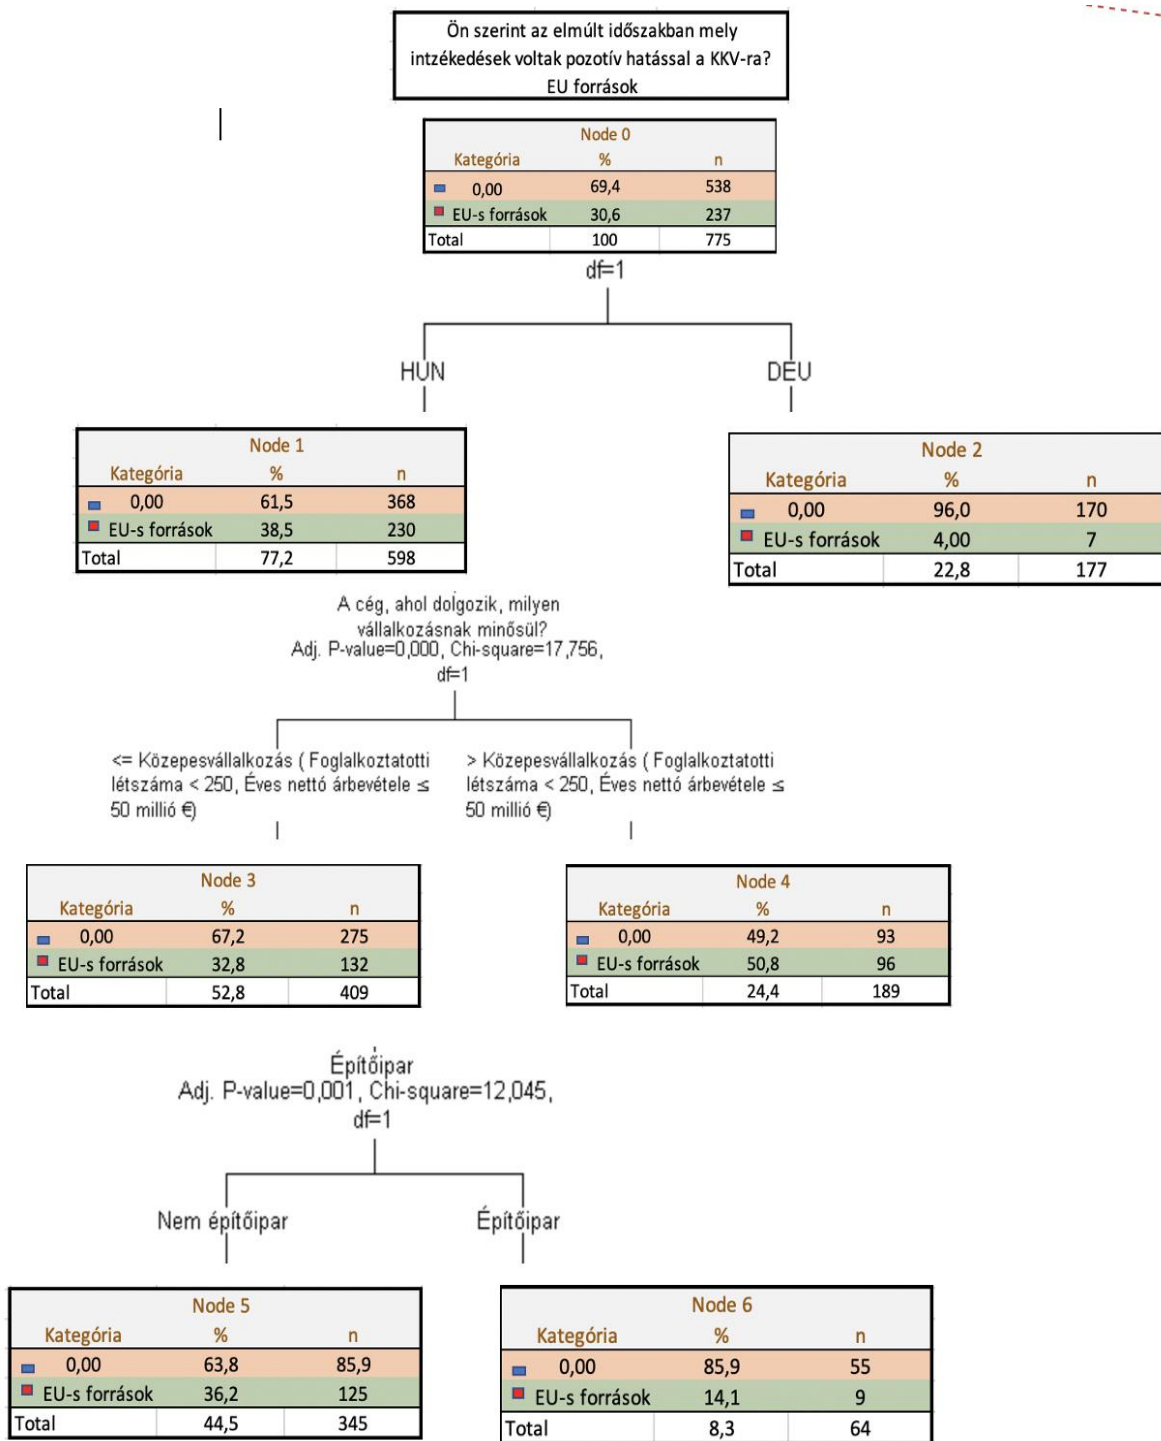 Ön szerint az elmúlt időszakban mely
intzékedések voltak pozotív hatással a KKV-ra?
EU források
Node 0
Kategória % n
0,00 69,4 538
EU-s források 30,6 237
Total 100 775
df=1
HUN
DEU
Node 1
Kategória % n
0,00 61,5 368
EU-s források 38,5 230
Total 77,2 598
Node 2
Kategória % n
0,00 96,0 170
EU-s források 4,00 7
Total 22,8 177
A cég, ahol dolgozik, milyen
vállalkozásnak minősül?
Adj. P-value=0,000, Chi-square=17,756,
df=1
<= Közepesvállalkozás ( Foglalkoztatotti
létszáma < 250, Éves nettó árbevétele ≤
50 millió €)
> Közepesvállalkozás ( Foglalkoztatotti
létszáma < 250, Éves nettó árbevétele ≤
50 millió €)
Node 3
Kategória % n
0,00 67,2 275
EU-s források 32,8 132
Total 52,8 409
Node 4
Kategória % n
0,00 49,2 93
EU-s források 50,8 96
Total 24,4 189
Építőipar
Adj. P-value=0,001, Chi-square=12,045,
df=1
Nem építőipar
Építőipar
Node 5
Kategória % n
0,00 63,8 85,9
EU-s források 36,2 125
Total 44,5 345
Node 6
Kategória % n
0,00 85,9 55
EU-s források 14,1 9
Total 8,3 64